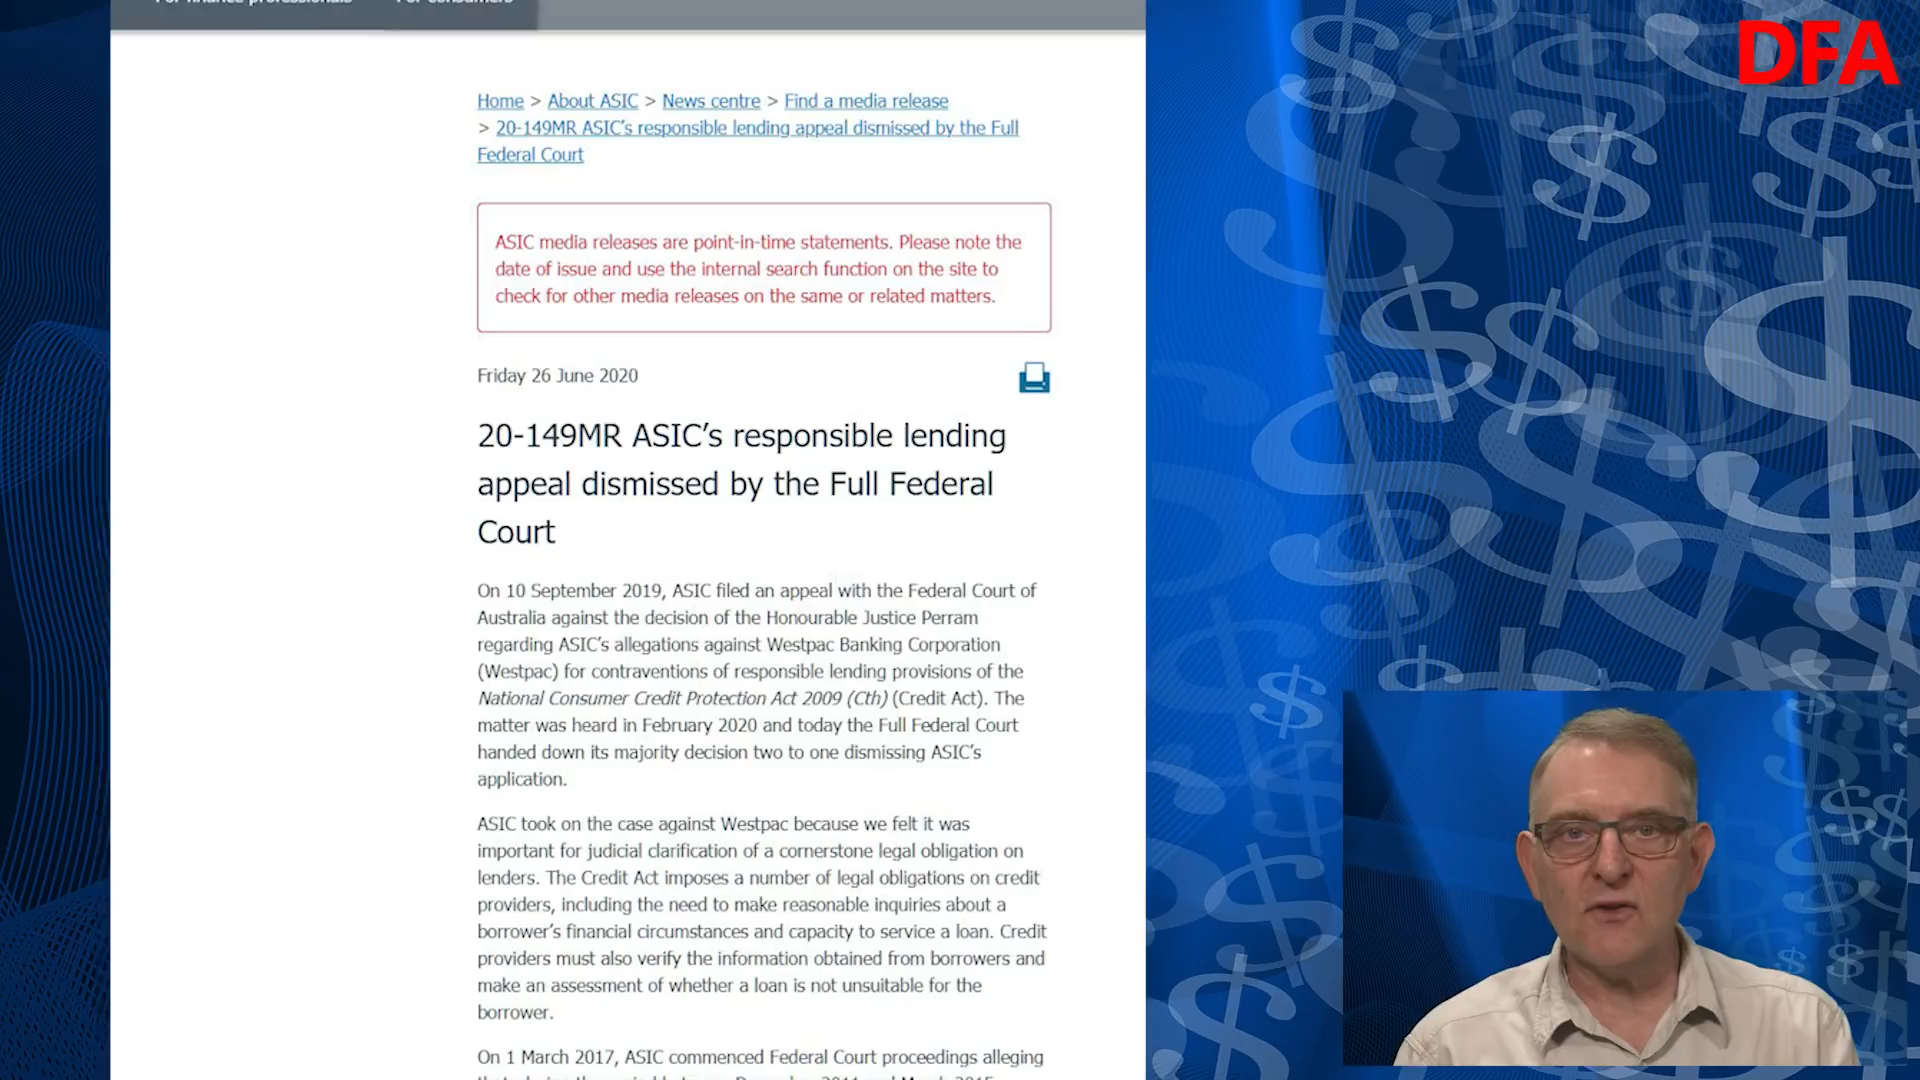 For finance professionals For consumers
DFA
Home > About ASIC > News centre > Find a media release
> 20-149MR ASIC's responsible lending appeal dismissed by the Full
Federal Court
ASIC media releases are point-in-time statements. Please note the
date of issue and use the internal search function on the site to
check for other media releases on the same or related matters.
Friday 26 June 2020
20-149MR ASIC's responsible lending
appeal dismissed by the Full Federal
Court
On 10 September 2019, ASIC filed an appeal with the Federal Court of
Australia against the decision of the Honourable Justice Perram
regarding ASIC's allegations against Westpac Banking Corporation
(Westpac) for contraventions of responsible lending provisions of the
National Consumer Credit Protection Act 2009 (Cth) (Credit Act). The
matter was heard in February 2020 and today the Full Federal Court
handed down its majority decision two to one dismissing ASIC's
application.
ASIC took on the case against Westpac because we felt it was
important for judicial clarification of a cornerstone legal obligation on
lenders. The Credit Act imposes a number of legal obligations on credit
providers, including the need to make reasonable inquiries about a
borrower's financial circumstances and capacity to service a loan. Credit
providers must also verify the information obtained from borrowers and
make an assessment of whether a loan is not unsuitable for the
borrower.
On 1 March 2017, ASIC commenced Federal Court proceedings alleging